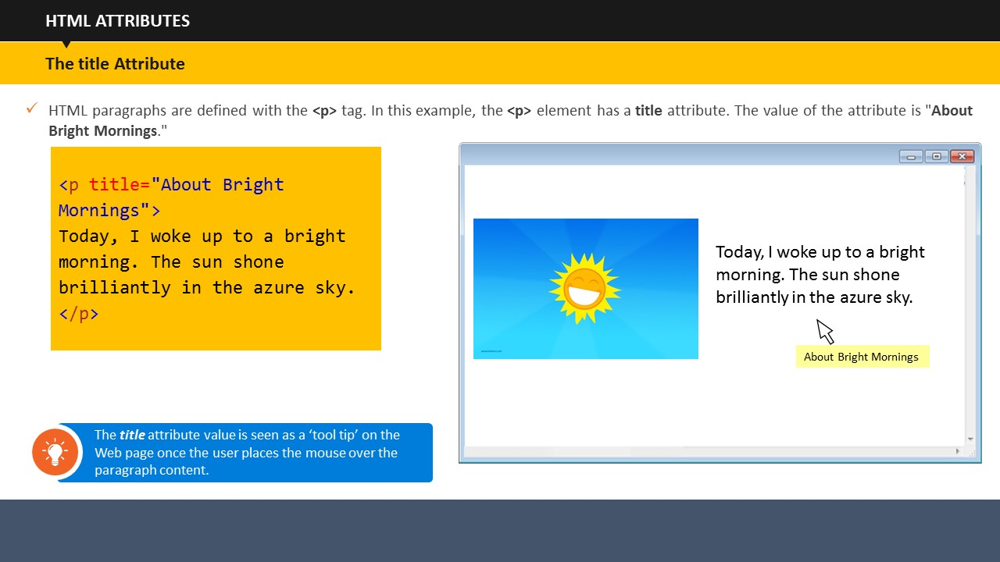 HTML ATTRIBUTES
The title Attribute
HTML paragraphs are defined with the <p> tag. In this example, the <p> element has a title attribute. The value of the attribute is "About
Bright Mornings."
<p title="About Bright
Mornings">
Today, I woke up to a bright
morning. The sun shone
brilliantly in the azure sky.
</p>
Today, I woke up to a bright
morning. The sun shone
brilliantly in the azure sky.
About Bright Mornings
The title attribute value is seen as a ‘tool tip’ on the
Web page once the user places the mouse over the
paragraph content.